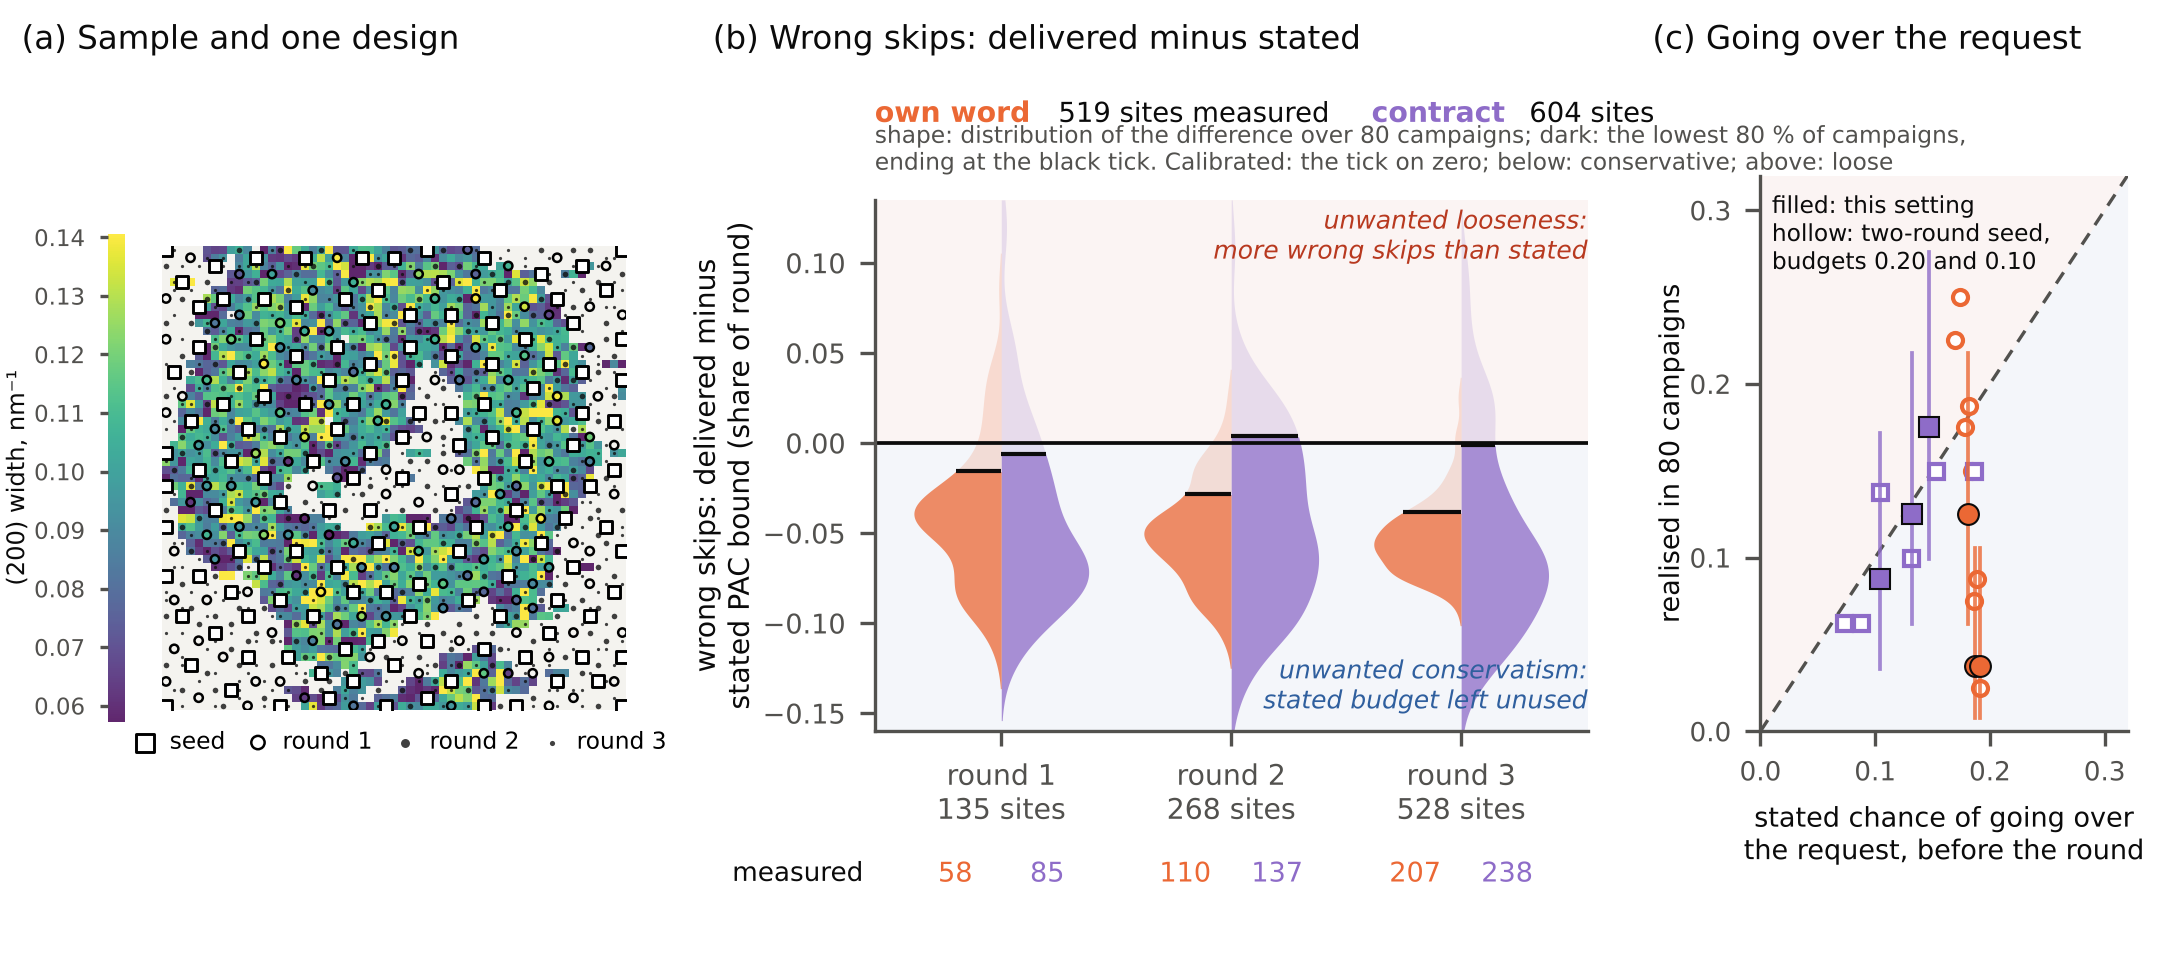 (a) Sample and one design
(200) width, nm⁻¹
0.14
0.13
0.12
0.11
0.10
0.09
0.08
0.07
0.06
seed
round 1
round 2
round 3
(b) Wrong skips: delivered minus stated
own word 519 sites measured contract 604 sites
shape: distribution of the difference over 80 campaigns; dark: the lowest 80 % of campaigns,
ending at the black tick. Calibrated: the tick on zero; below: conservative; above: loose
wrong skips: delivered minus
stated PAC bound (share of round)
0.10
0.05
0.00
−0.05
−0.10
−0.15
unwanted looseness:
more wrong skips than stated
unwanted conservatism:
stated budget left unused
round 1
135 sites
round 2
268 sites
round 3
528 sites
measured 58 85 110 137 207 238
(c) Going over the request
realised in 80 campaigns
0.3
0.2
0.1
0.0
filled: this setting
hollow: two-round seed,
budgets 0.20 and 0.10
0.0 0.1 0.2 0.3
stated chance of going over
the request, before the round